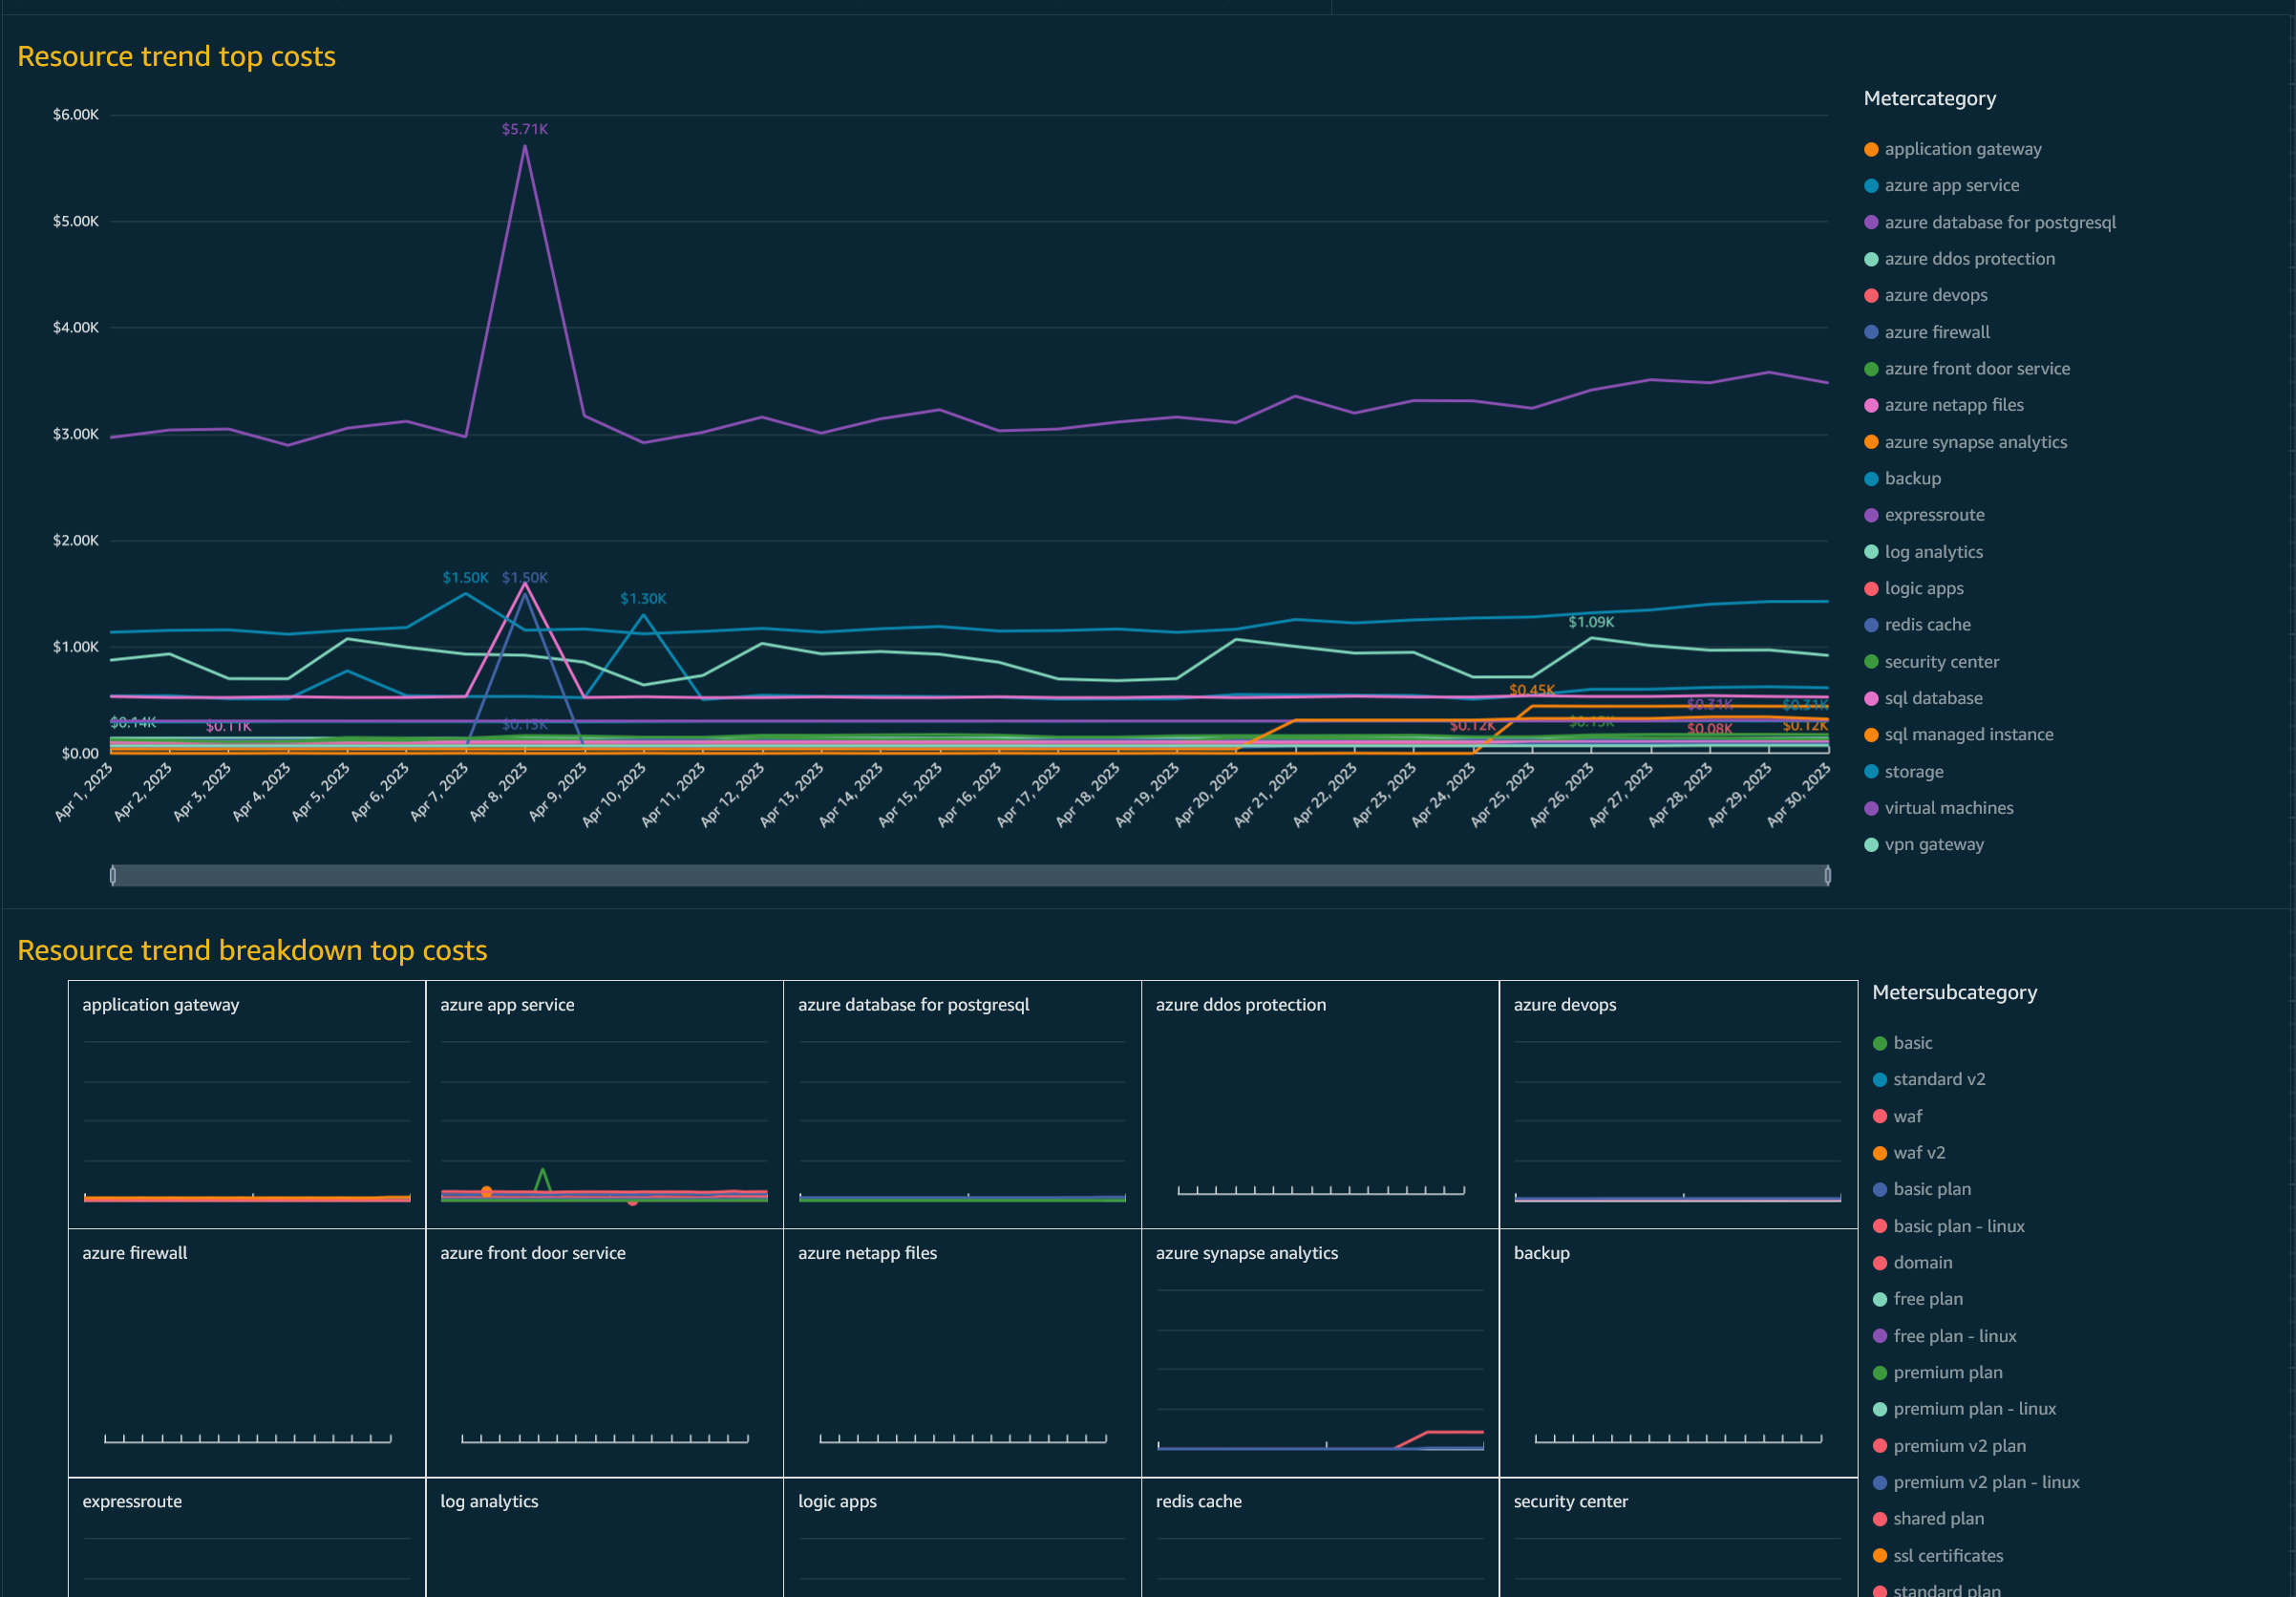 Resource trend top costs
$6.00K
$5.00K
$4.00K
$3.00K
$2.00K
$1.00K
$0.00
$5.71K
$1.50K
$1.50K
$1.30K
$1.09K
$0.45K
$0.14K
$0.11K
$0.13K
$0.12K
$0.13K
$0.31K
$0.08K
$0.31K
$0.12K
Apr 1, 2023
Apr 2, 2023
Apr 3, 2023
Apr 4, 2023
Apr 5, 2023
Apr 6, 2023
Apr 7, 2023
Apr 8, 2023
Apr 9, 2023
Apr 10, 2023
Apr 11, 2023
Apr 12, 2023
Apr 13, 2023
Apr 14, 2023
Apr 15, 2023
Apr 16, 2023
Apr 17, 2023
Apr 18, 2023
Apr 19, 2023
Apr 20, 2023
Apr 21, 2023
Apr 22, 2023
Apr 23, 2023
Apr 24, 2023
Apr 25, 2023
Apr 26, 2023
Apr 27, 2023
Apr 28, 2023
Apr 29, 2023
Apr 30, 2023
Metercategory
application gateway
azure app service
azure database for postgresql
azure ddos protection
azure devops
azure firewall
azure front door service
azure netapp files
azure synapse analytics
backup
expressroute
log analytics
logic apps
redis cache
security center
sql database
sql managed instance
storage
virtual machines
vpn gateway
Resource trend breakdown top costs
application gateway
azure app service
azure database for postgresql
azure ddos protection
azure devops
azure firewall
azure front door service
azure netapp files
azure synapse analytics
backup
expressroute
log analytics
logic apps
redis cache
security center
Metersubcategory
basic
standard v2
waf
waf v2
basic plan
basic plan - linux
domain
free plan
free plan - linux
premium plan
premium plan - linux
premium v2 plan
premium v2 plan - linux
shared plan
ssl certificates
standard plan